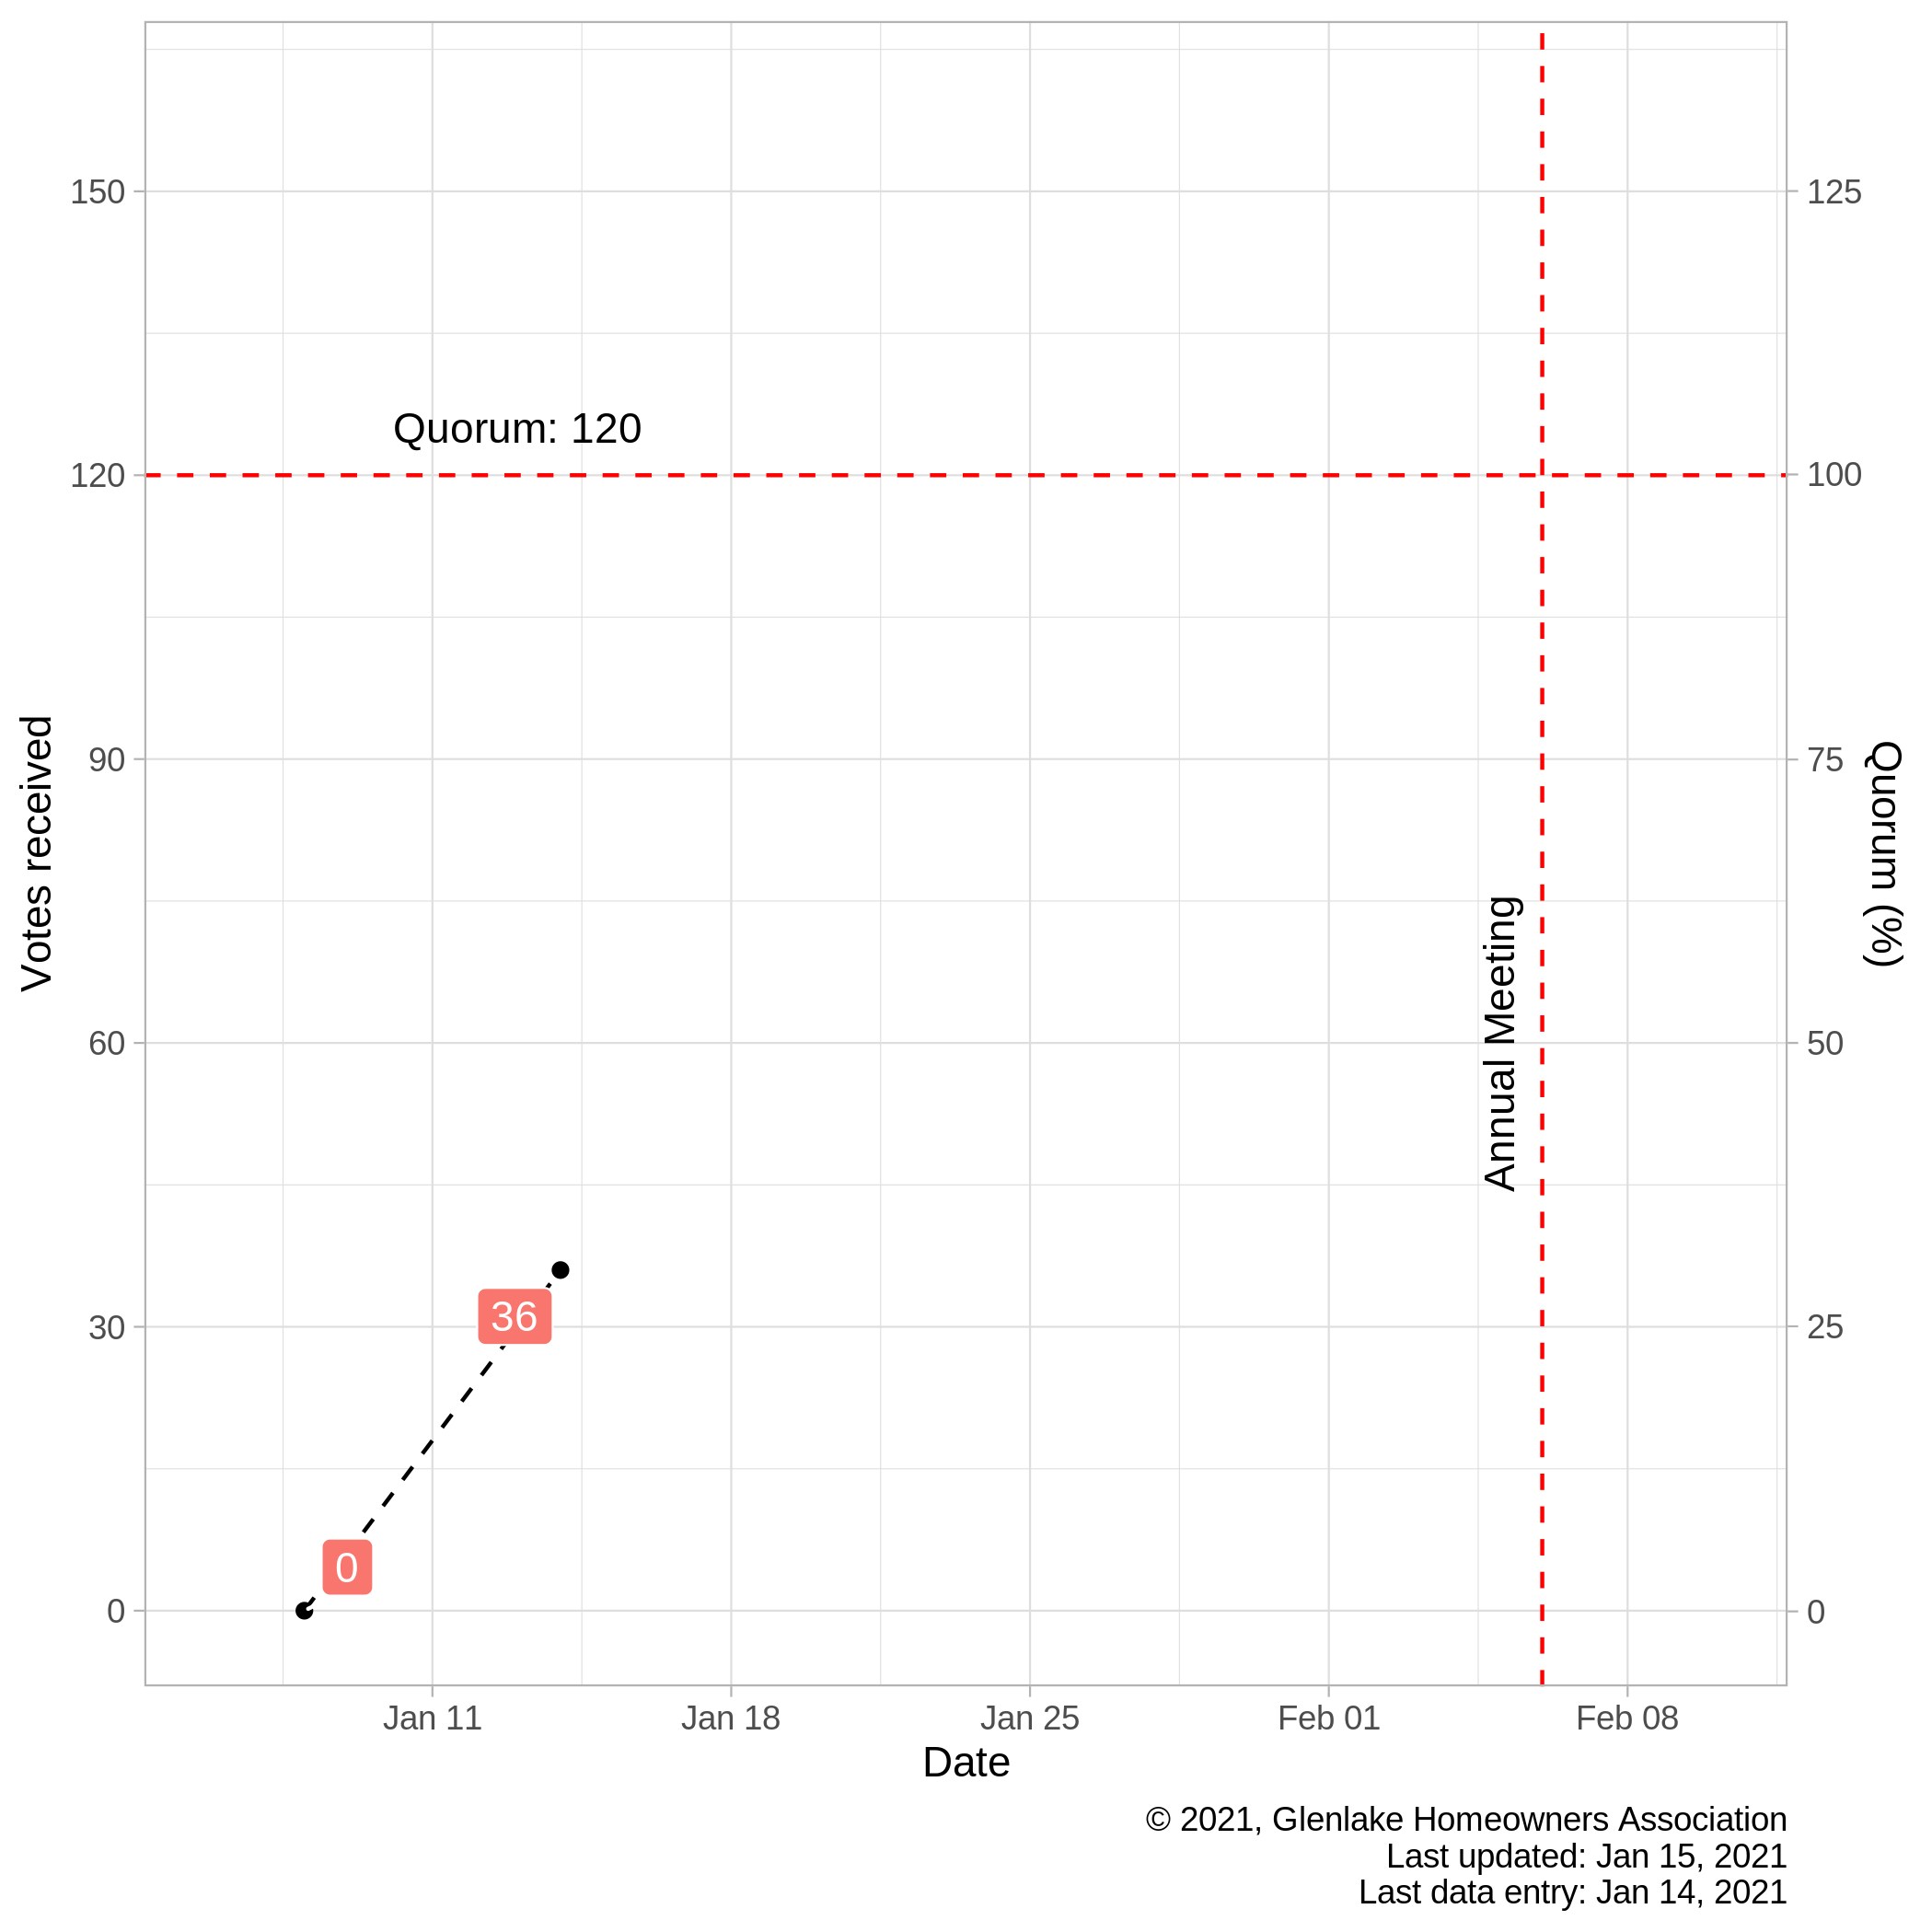 150
120
90
60
30
0
Votes received
125
100
75
50
25
0
Quorum (%)
Quorum: 120
Annual Meeting
36
0
Jan 11
Jan 18
Jan 25
Feb 01
Feb 08
Date
© 2021, Glenlake Homeowners Association
Last updated: Jan 15, 2021
Last data entry: Jan 14, 2021